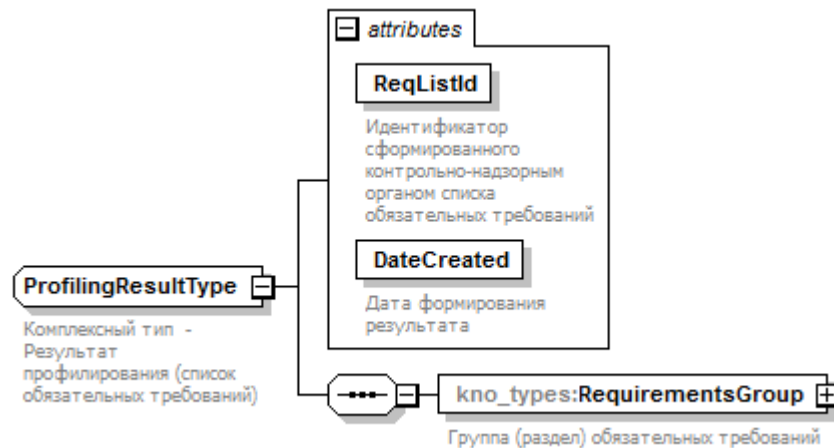 attributes
ReqListId
Идентификатор
сформированного
контрольно-надзорным
органом списка
обязательных требований
DateCreated
Дата формирования
результата
ProfilingResultType
Комплексный тип -
Результат
профилирования (список
обязательных требований)
kno_types:RequirementsGroup
Группа (раздел) обязательных требований